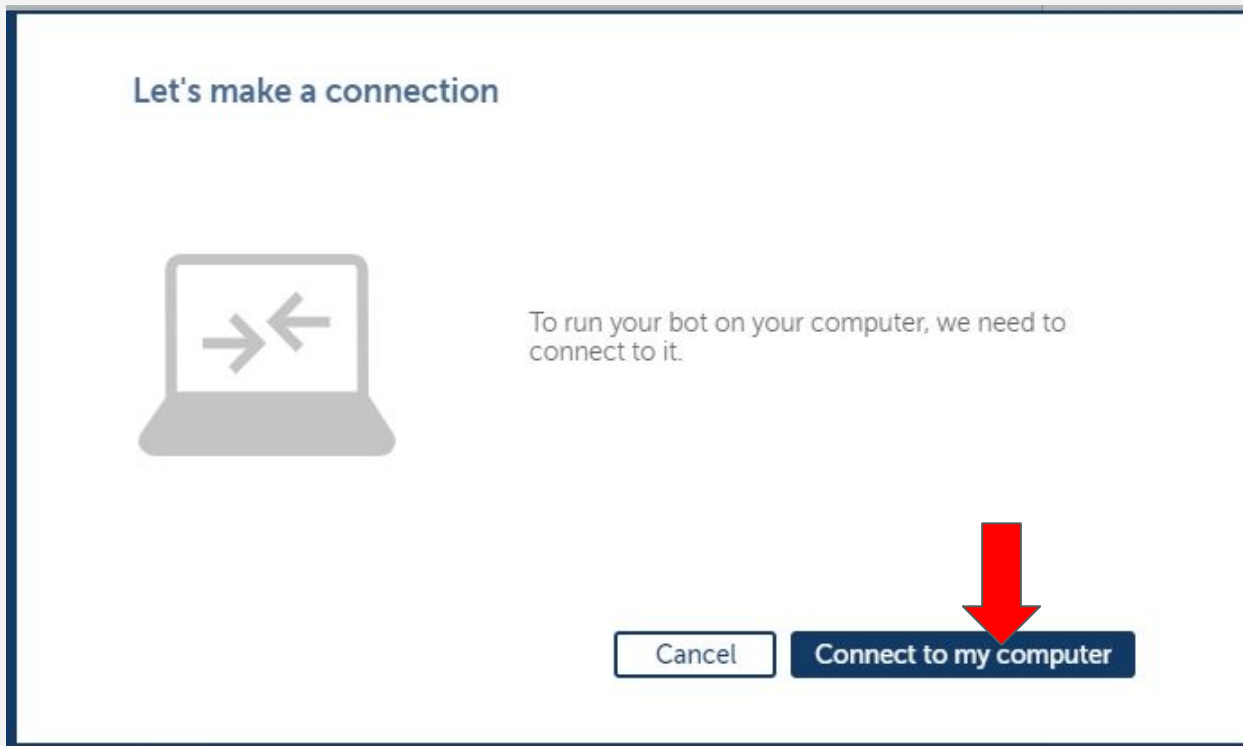 Let's make a connection
To run your bot on your computer, we need to
connect to it.
Cancel
Connect to my computer